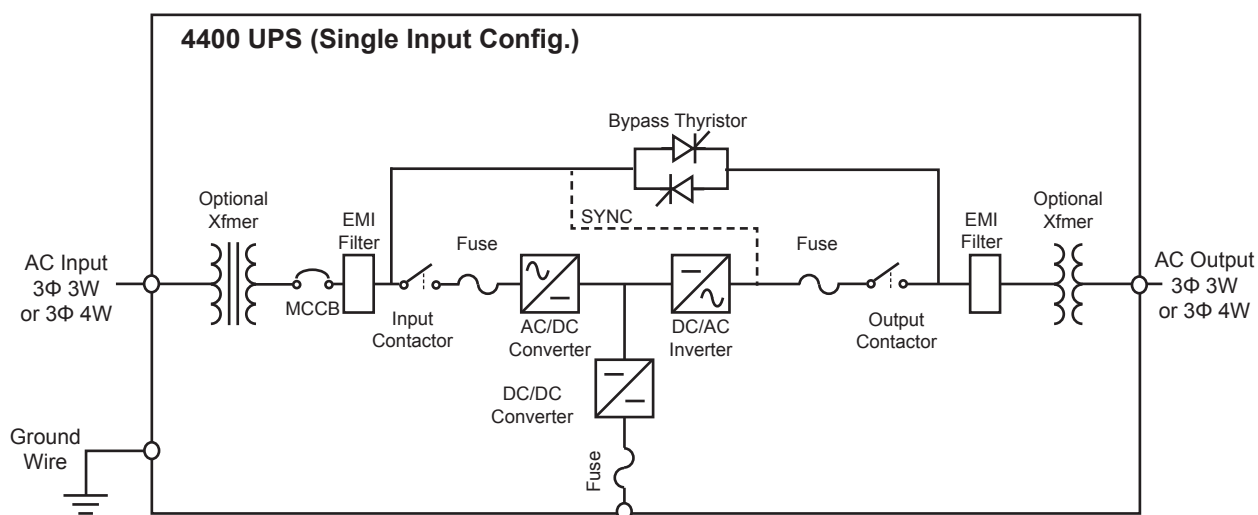 4400 UPS (Single Input Config.)
Bypass Thyristor
Optional
Xfmer
EMI
Filter
Fuse
SYNC
Fuse
EMI
Filter
Optional
Xfmer
AC Input
3Φ 3W
or 3Φ 4W
MCCB
Input
Contactor
AC/DC
Converter
DC/AC
Inverter
Output
Contactor
AC Output
3Φ 3W
or 3Φ 4W
DC/DC
Converter
Ground
Wire
Fuse